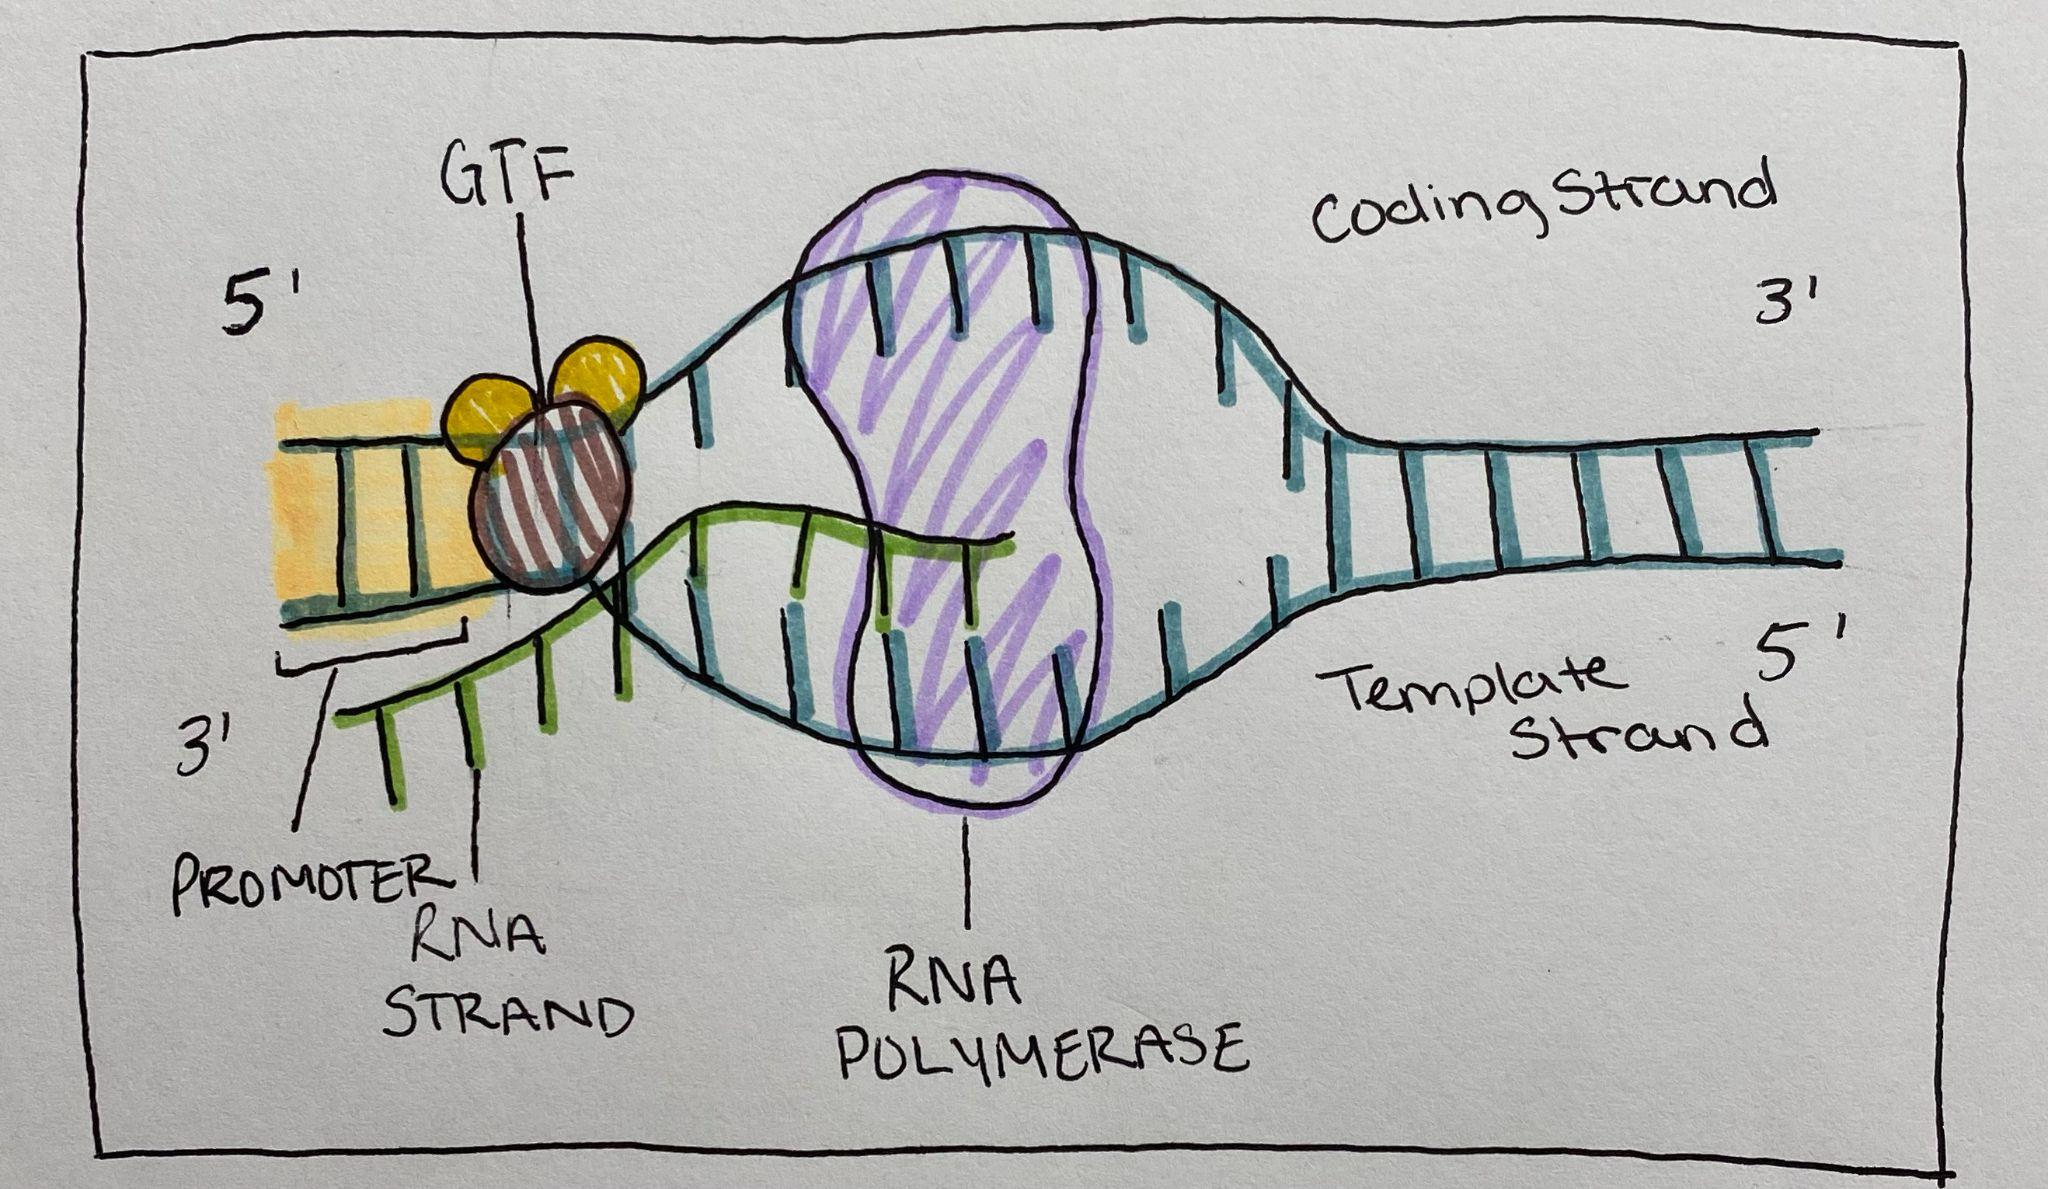 GTF
Coding Strand
5'
3'
5'
Template
Strand
3'
PROMOTER
RNA
STRAND
RNA
POLYMERASE